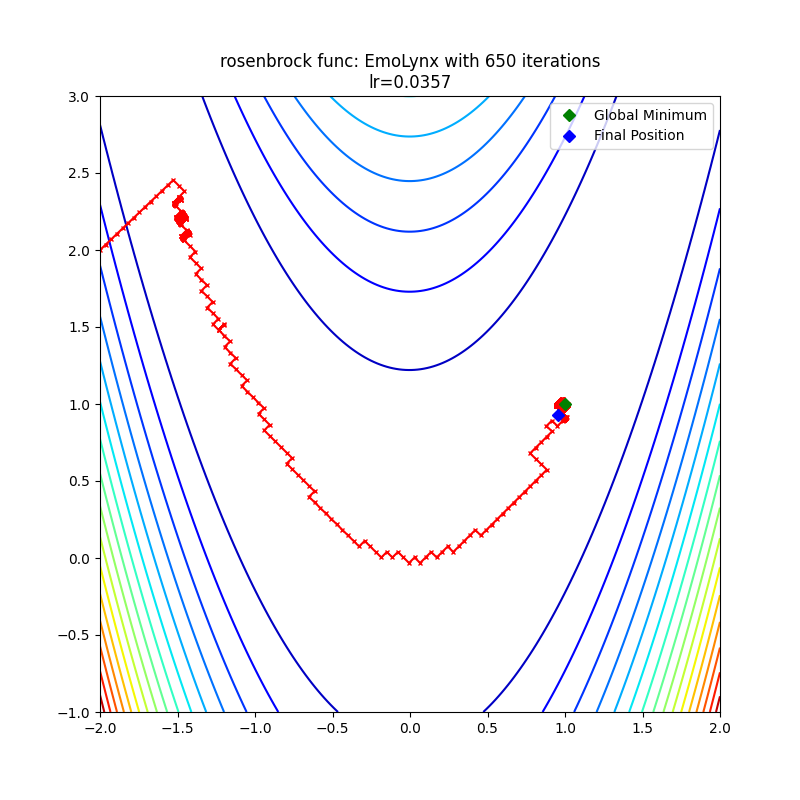 rosenbrock func: EmoLynx with 650 iterations
lr=0.0357
Global Minimum
Final Position
3.0
2.5
2.0
1.5
1.0
0.5
0.0
−0.5
−1.0
−2.0 −1.5 −1.0 −0.5 0.0 0.5 1.0 1.5 2.0